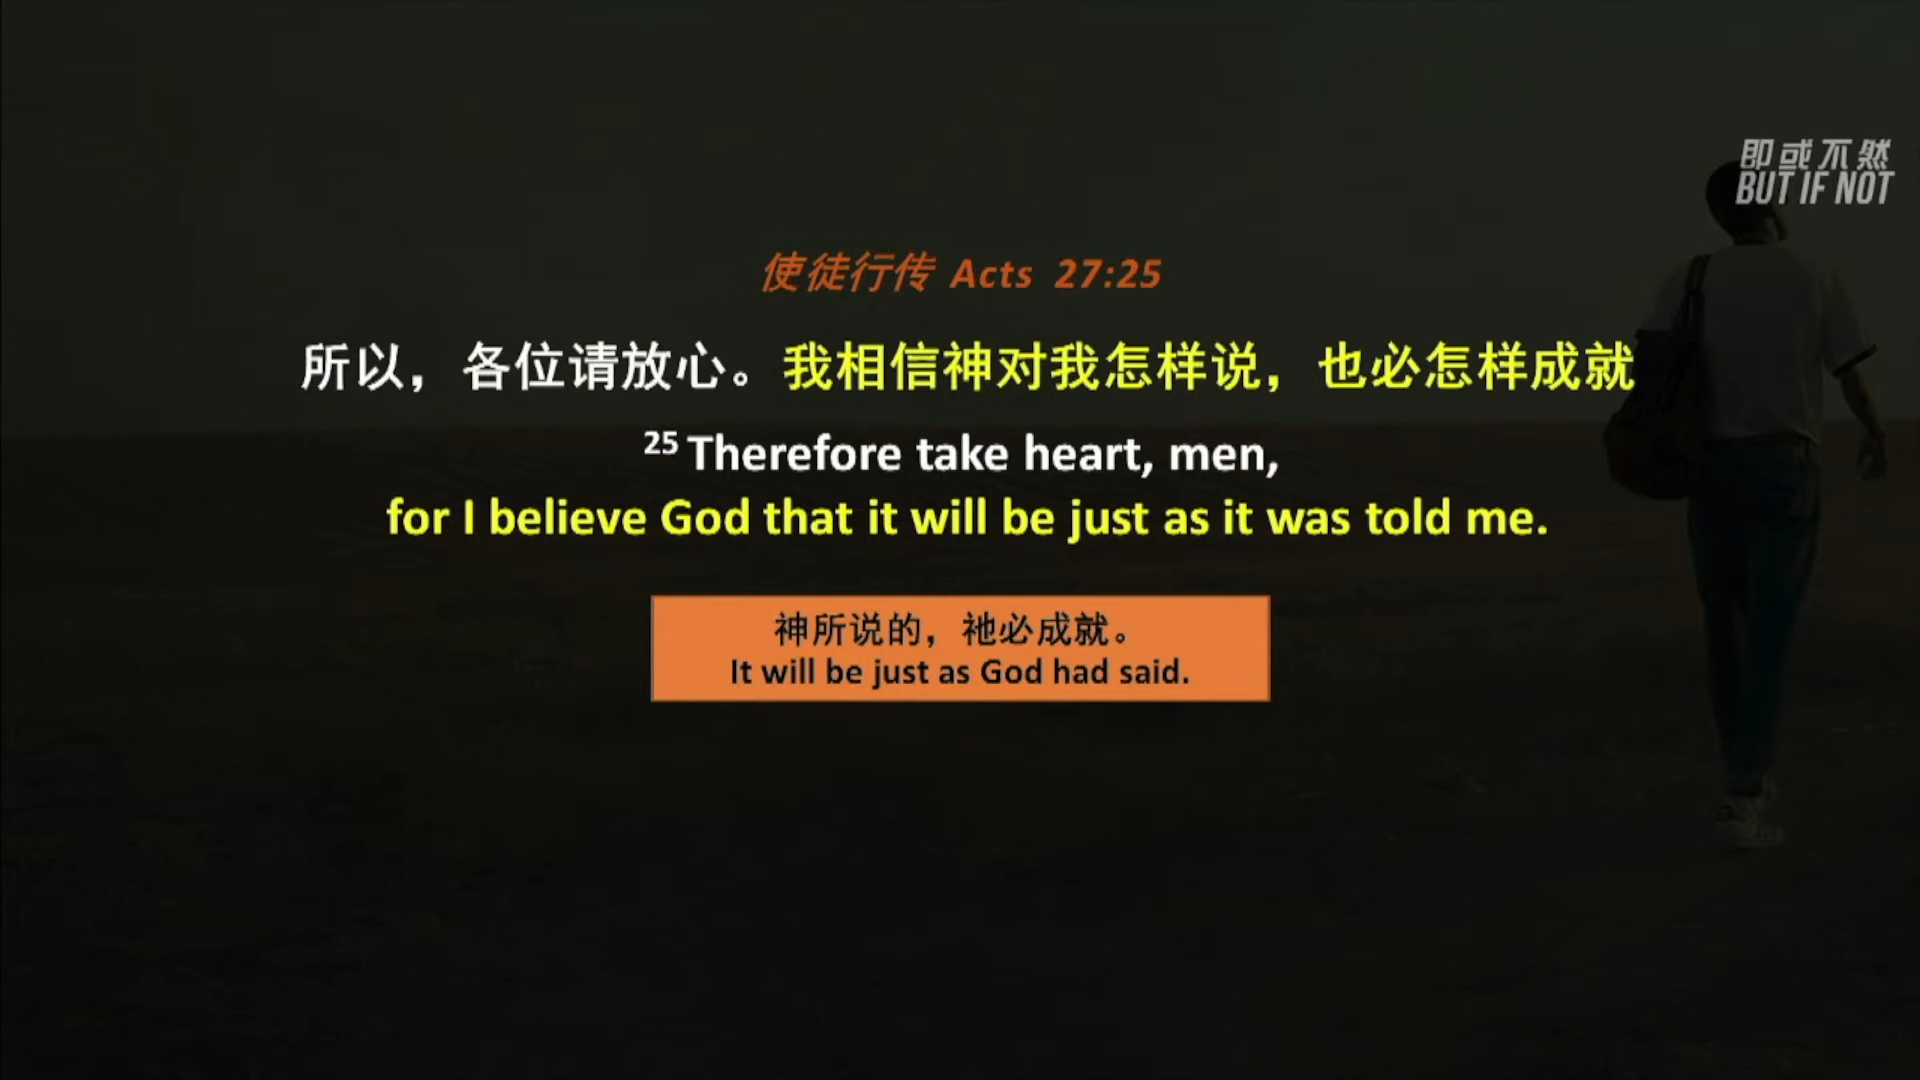 即或不然
BUT IF NOT
使徒行传 Acts 27:25
所以，各位请放心。我相信神对我怎样说，也必怎样成就
25 Therefore take heart, men,
for I believe God that it will be just as it was told me.
神所说的，祂必成就。
It will be just as God had said.